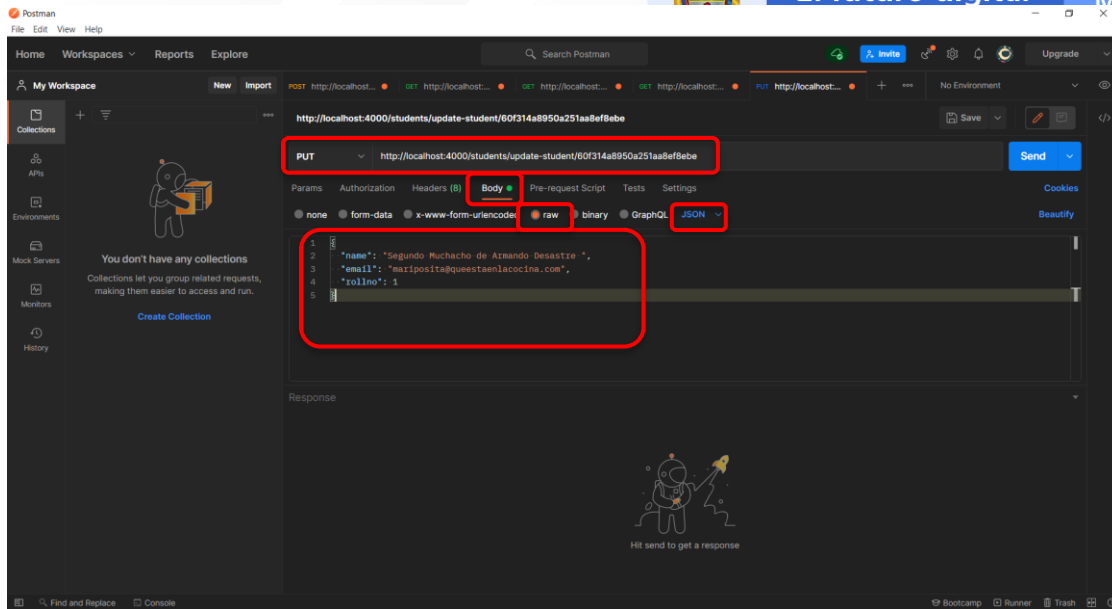 El futuro digital
Postman
File Edit View Help
Home Workspaces Reports Explore Search Postman Invite Upgrade
My Workspace New Import POST http://localhost... GET http://localhost:... GET http://localhost:... GET http://localhost:... PUT http://localhost:... + No Environment
Collections
APIs
Environments
Mock Servers
Monitors
History
You don't have any collections
Collections let you group related requests,
making them easier to access and run.
Create Collection
http://localhost:4000/students/update-student/60f314a8950a251aa8ef8ebe Save
PUT http://localhost:4000/students/update-student/60f314a8950a251aa8ef8ebe Send
Params Authorization Headers (8) Body Pre-request Script Tests Settings Cookies
none form-data x-www-form-urlencoded raw binary GraphQL JSON Beautify
1 {
2 "name": "Segundo Muchacho de Armando Desastre ",
3 "email": "mariposita@queestaenlacocina.com",
4 "rollno": 1
5 }
Response
Hit send to get a response
Find and Replace Console Bootcamp Runner Trash